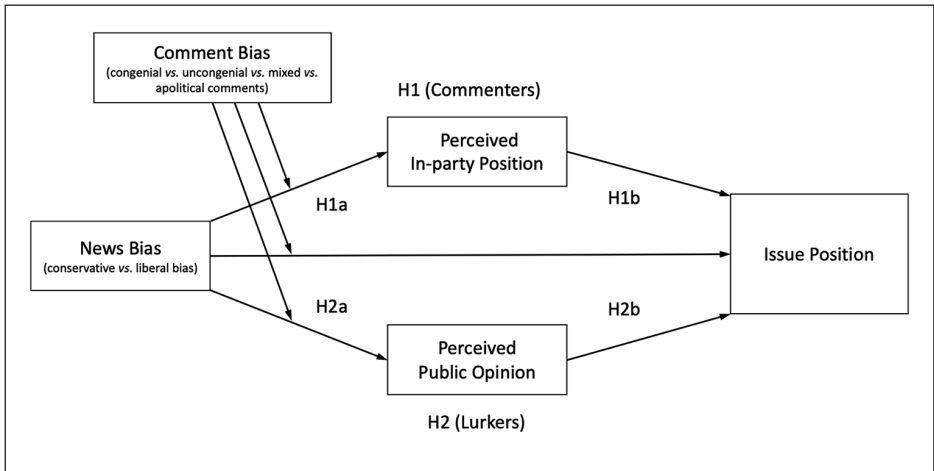 Comment Bias
(congenial vs. uncongenial vs. mixed vs.
apolitical comments)
H1 (Commenters)
Perceived
In-party Position
H1a
H1b
News Bias
(conservative vs. liberal bias)
Issue Position
H2a
H2b
Perceived
Public Opinion
H2 (Lurkers)